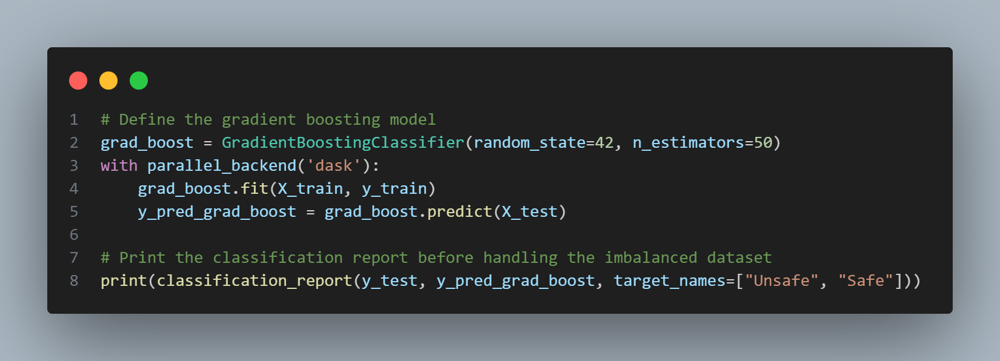 1 # Define the gradient boosting model
2 grad_boost = GradientBoostingClassifier(random_state=42, n_estimators=50)
3 with parallel_backend('dask'):
4     grad_boost.fit(X_train, y_train)
5     y_pred_grad_boost = grad_boost.predict(X_test)
6
7 # Print the classification report before handling the imbalanced dataset
8 print(classification_report(y_test, y_pred_grad_boost, target_names=["Unsafe", "Safe"]))